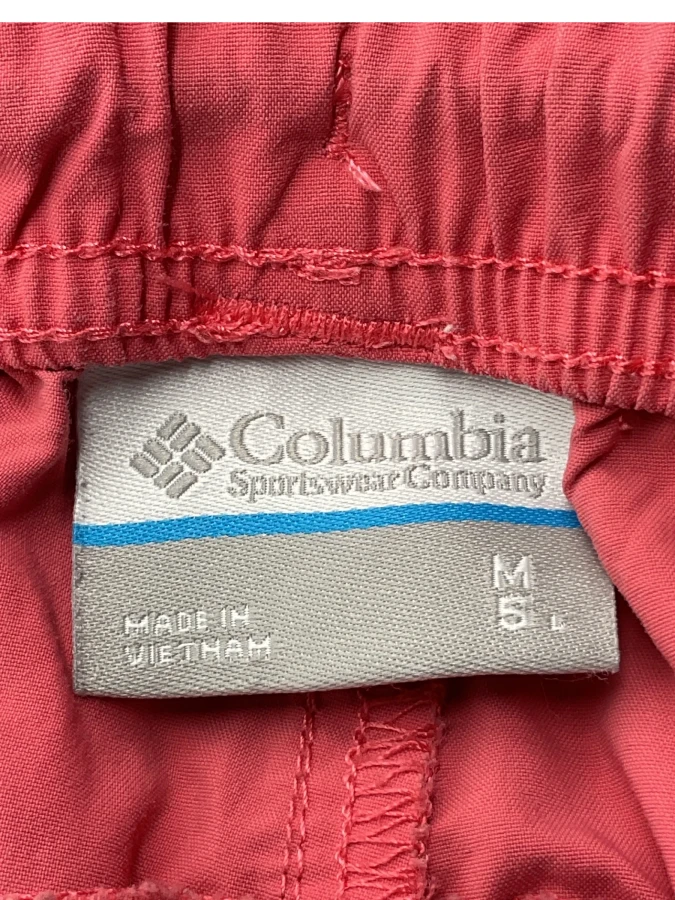 Columbia
Sportswear Company
M
5 L
MADE IN
VIETNAM